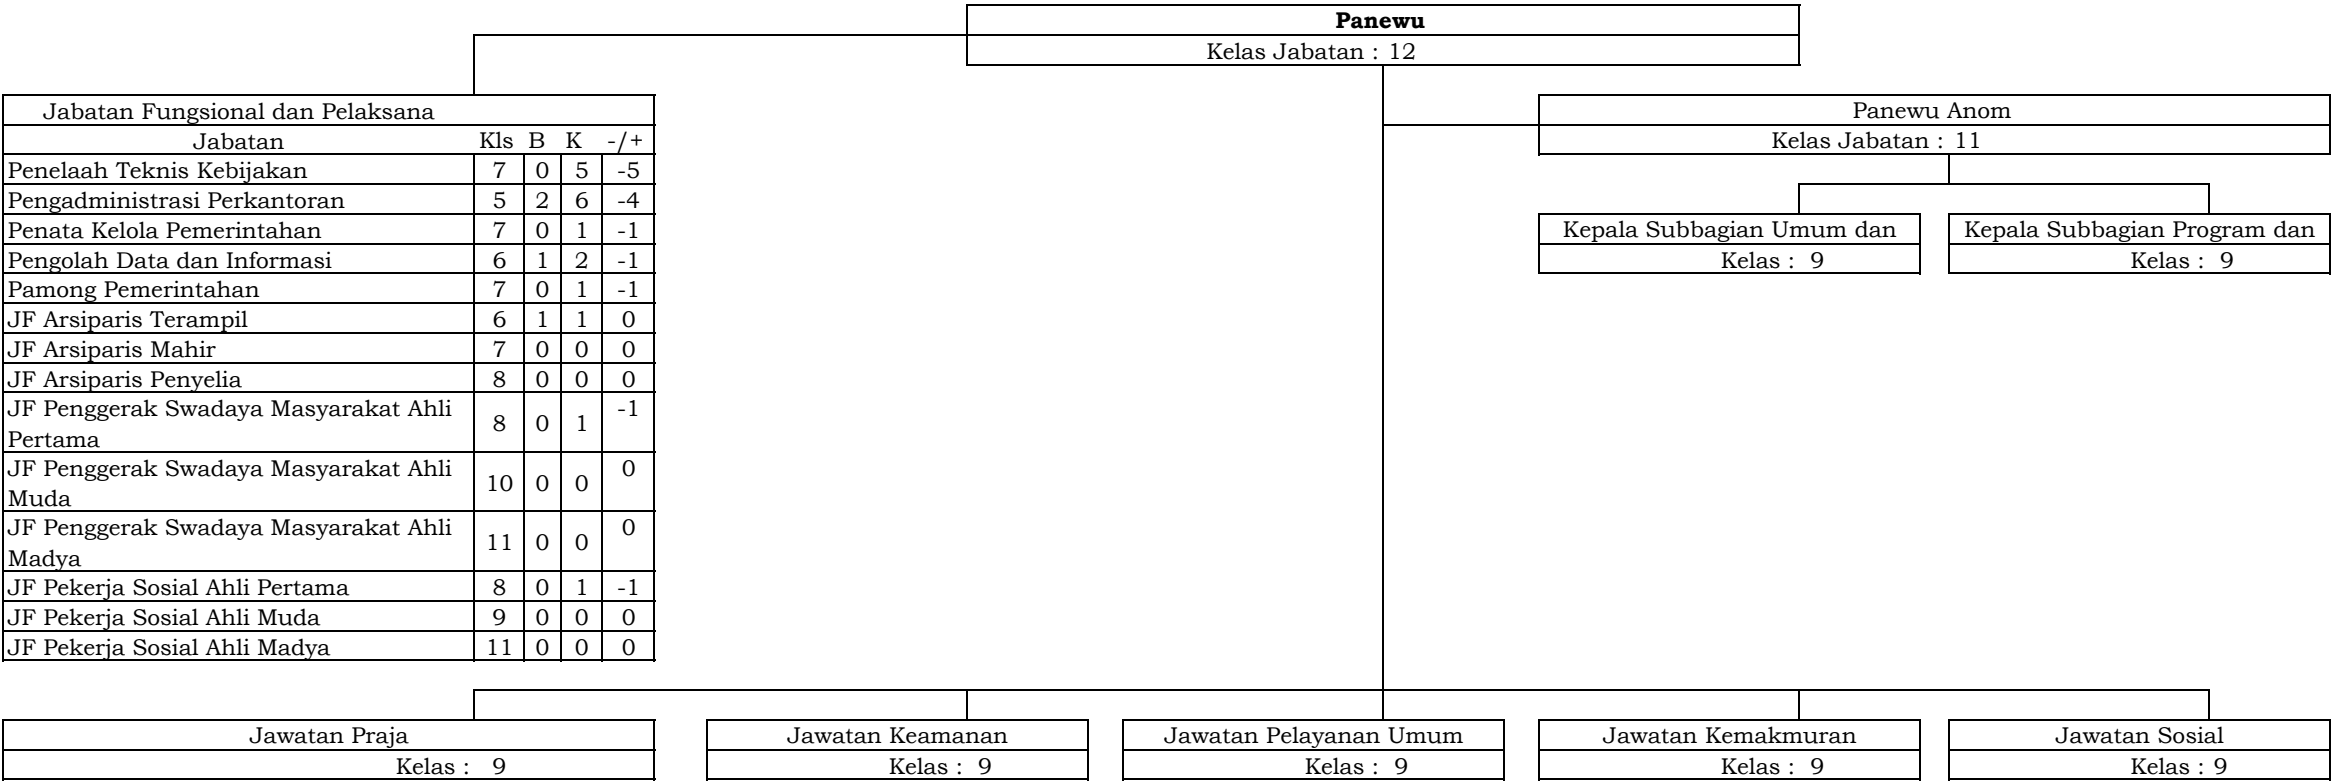 Panewu
Kelas Jabatan : 12
Jabatan Fungsional dan Pelaksana
Jabatan Kls B K -/+
Penelaah Teknis Kebijakan 7 0 5 -5
Pengadministrasi Perkantoran 5 2 6 -4
Penata Kelola Pemerintahan 7 0 1 -1
Pengolah Data dan Informasi 6 1 2 -1
Pamong Pemerintahan 7 0 1 -1
JF Arsiparis Terampil 6 1 1 0
JF Arsiparis Mahir 7 0 0 0
JF Arsiparis Penyelia 8 0 0 0
JF Penggerak Swadaya Masyarakat Ahli
Pertama 8 0 1 -1
JF Penggerak Swadaya Masyarakat Ahli
Muda 10 0 0 0
JF Penggerak Swadaya Masyarakat Ahli
Madya 11 0 0 0
JF Pekerja Sosial Ahli Pertama 8 0 1 -1
JF Pekerja Sosial Ahli Muda 9 0 0 0
JF Pekerja Sosial Ahli Madya 11 0 0 0
Panewu Anom
Kelas Jabatan : 11
Kepala Subbagian Umum dan
Kelas : 9
Kepala Subbagian Program dan
Kelas : 9
Jawatan Praja
Kelas : 9
Jawatan Keamanan
Kelas : 9
Jawatan Pelayanan Umum
Kelas : 9
Jawatan Kemakmuran
Kelas : 9
Jawatan Sosial
Kelas : 9